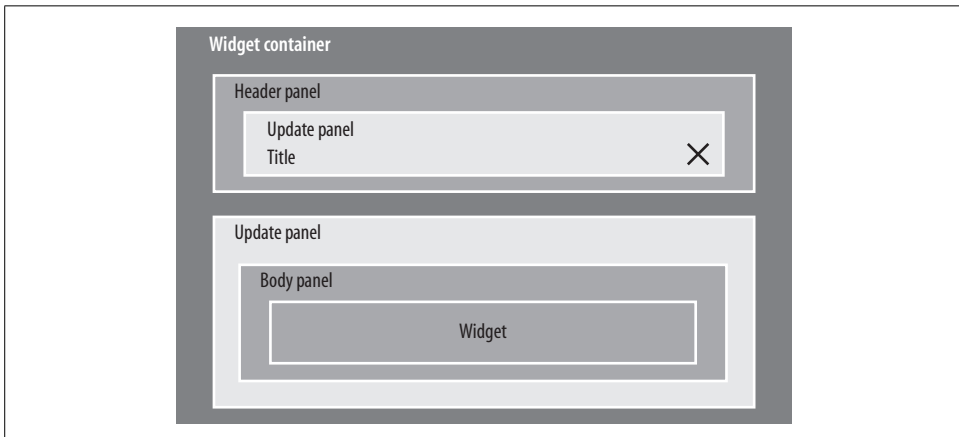 Widget container
Header panel
Update panel
Title
Update panel
Body panel
Widget